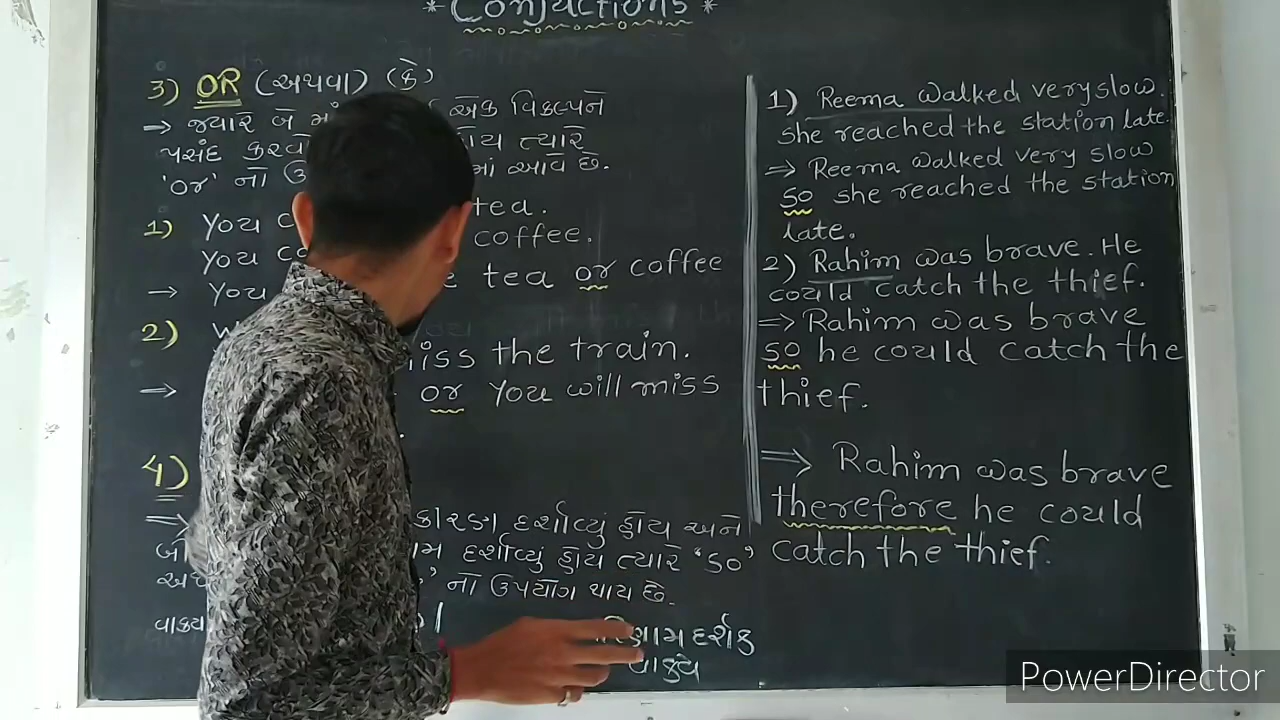 * Conjuctions *
3) OR (અથવા) (કે)
⇒ જ્યારે બે એક વિકલ્પને
પસંદ ત્યારે
'or' નો આવે છે.
1) You tea.
You coffee.
→ You tea or coffee
2) miss the train.
⇒ or you will miss
4)
⇒ કારણ દર્શાવ્યું હોય અને
દર્શાવ્યું હોય ત્યારે 'so'
નો ઉપયોગ થાય છે.
વાક્ય
પરિણામ દર્શક
વાક્ય
1) Reema walked very slow.
she reached the station late.
⇒ Reema walked very slow
so she reached the station
late.
2) Rahim was brave. He
could catch the thief.
⇒ Rahim was brave
so he could catch the
thief.
⇒ Rahim was brave
therefore he could
catch the thief.
PowerDirector